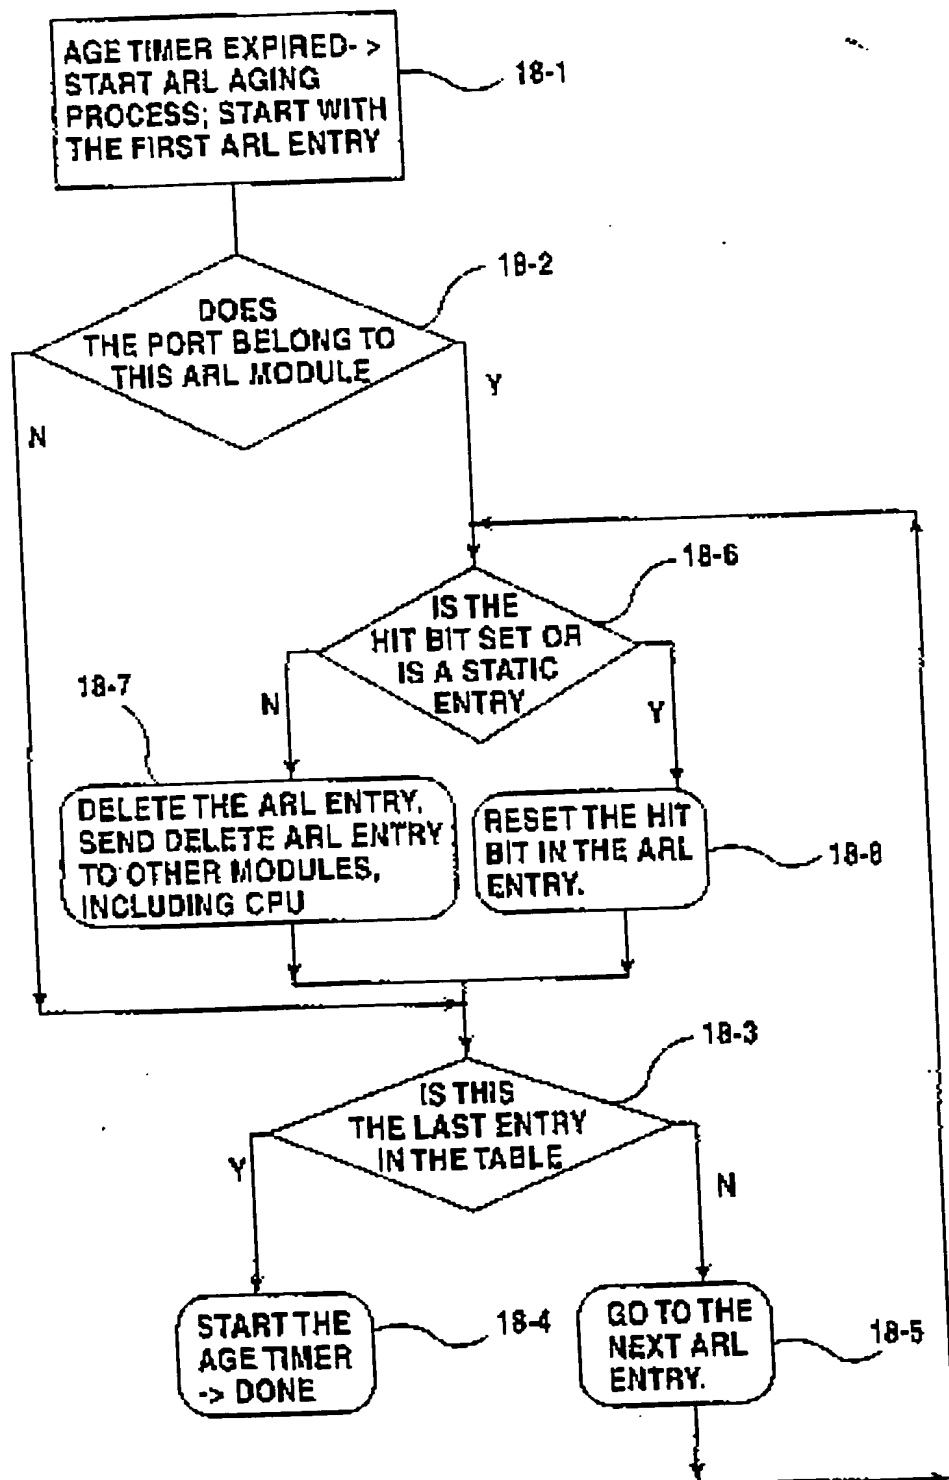 AGE TIMER EXPIRED- >
START ARL AGING
PROCESS; START WITH
THE FIRST ARL ENTRY
18-1
18-2
DOES
THE PORT BELONG TO
THIS ARL MODULE
Y
N
18-6
IS THE
HIT BIT SET OR
IS A STATIC
ENTRY
18-7
N
Y
DELETE THE ARL ENTRY.
SEND DELETE ARL ENTRY
TO OTHER MODULES,
INCLUDING CPU
RESET THE HIT
BIT IN THE ARL
ENTRY.
18-8
18-3
IS THIS
THE LAST ENTRY
IN THE TABLE
Y
N
START THE
AGE TIMER
-> DONE
18-4
GO TO THE
NEXT ARL
ENTRY.
18-5